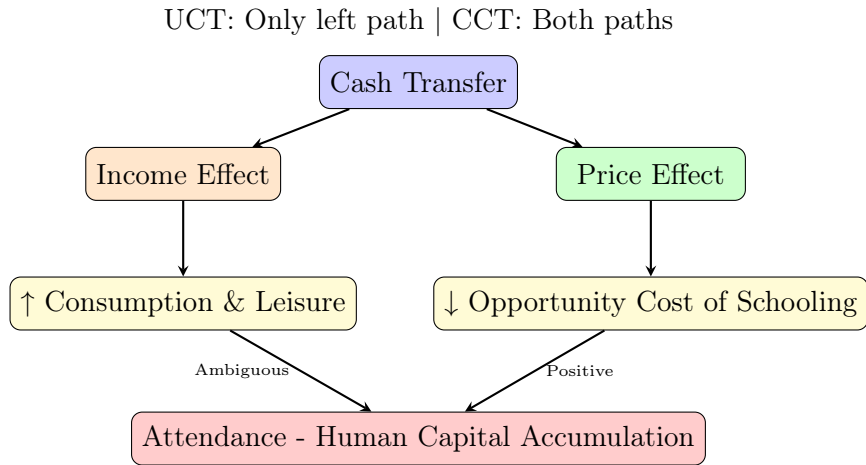 UCT: Only left path | CCT: Both paths
Cash Transfer
Income Effect
Price Effect
↑ Consumption & Leisure
↓ Opportunity Cost of Schooling
Ambiguous
Positive
Attendance - Human Capital Accumulation